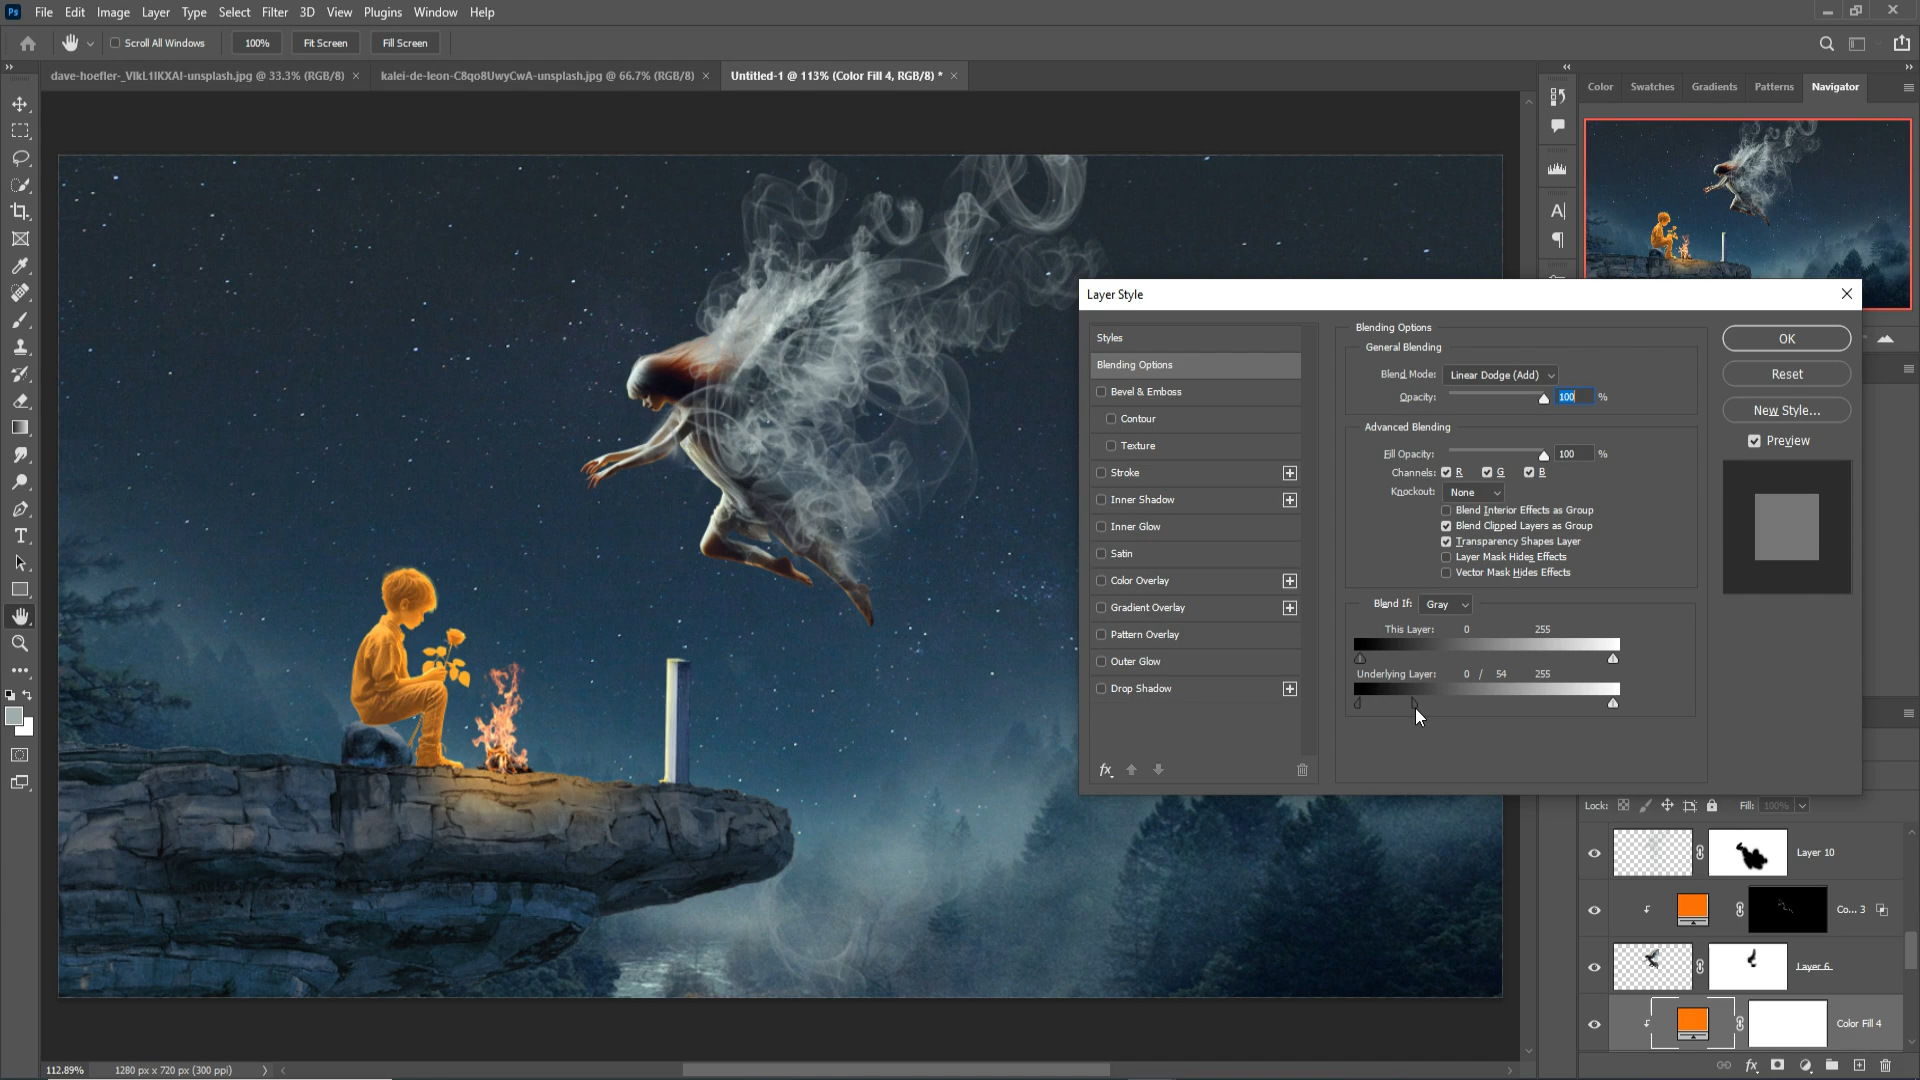 Ps File Edit Image Layer Type Select Filter 3D View Plugins Window Help
Scroll All Windows 100% Fit Screen Fill Screen
dave-hoefler-_VIkL1IKXAI-unsplash.jpg @ 33.3% (RGB/8) × kalei-de-leon-C8qo8UwyCwA-unsplash.jpg @ 66.7% (RGB/8) × Untitled-1 @ 113% (Color Fill 4, RGB/8) * ×
Color Swatches Gradients Patterns Navigator
Layer Style
Styles
Blending Options
Bevel & Emboss
Contour
Texture
Stroke
Inner Shadow
Inner Glow
Satin
Color Overlay
Gradient Overlay
Pattern Overlay
Outer Glow
Drop Shadow
fx
Blending Options
General Blending
Blend Mode: Linear Dodge (Add)
Opacity: 100 %
Advanced Blending
Fill Opacity: 100 %
Channels: R G B
Knockout: None
Blend Interior Effects as Group
Blend Clipped Layers as Group
Transparency Shapes Layer
Layer Mask Hides Effects
Vector Mask Hides Effects
Blend If: Gray
This Layer: 0 255
Underlying Layer: 0 / 54 255
OK
Reset
New Style...
Preview
Lock: Fill: 100%
Layer 10
Co... 3
Layer 6
Color Fill 4
fx
112.89% 1280 px x 720 px (300 ppi)